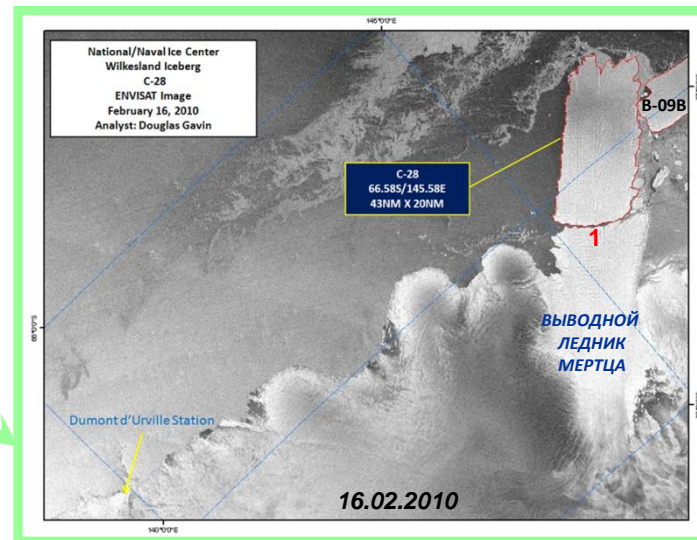 145°0'0"E
National/Naval Ice Center
Wilkesland Iceberg
C-28
ENVISAT Image
February 16, 2010
Analyst: Douglas Gavin
B-09B
C-28
66.58S/145.58E
43NM X 20NM
1
ВЫВОДНОЙ
ЛЕДНИК
МЕРТЦА
Dumont d'Urville Station
16.02.2010
140°0'0"E